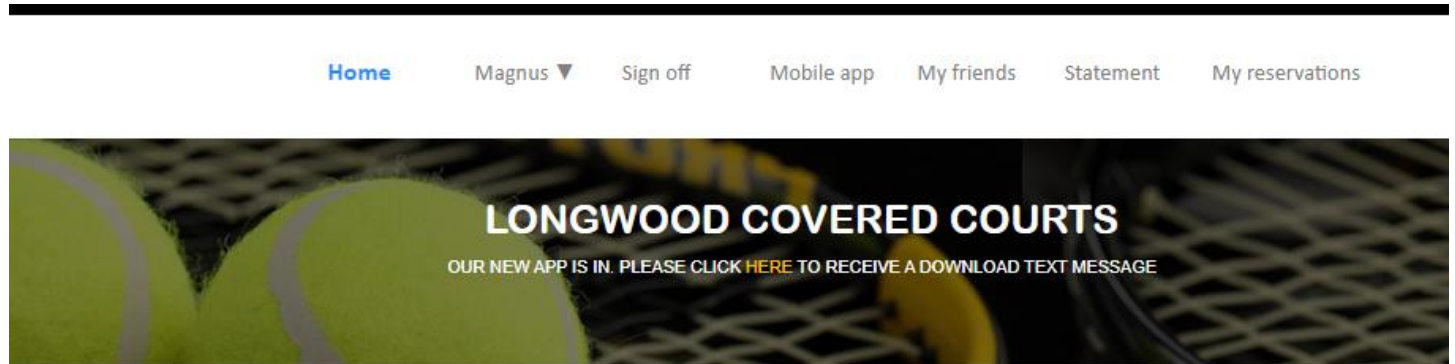 Home Magnus ▼ Sign off Mobile app My friends Statement My reservations
LONGWOOD COVERED COURTS
OUR NEW APP IS IN. PLEASE CLICK HERE TO RECEIVE A DOWNLOAD TEXT MESSAGE